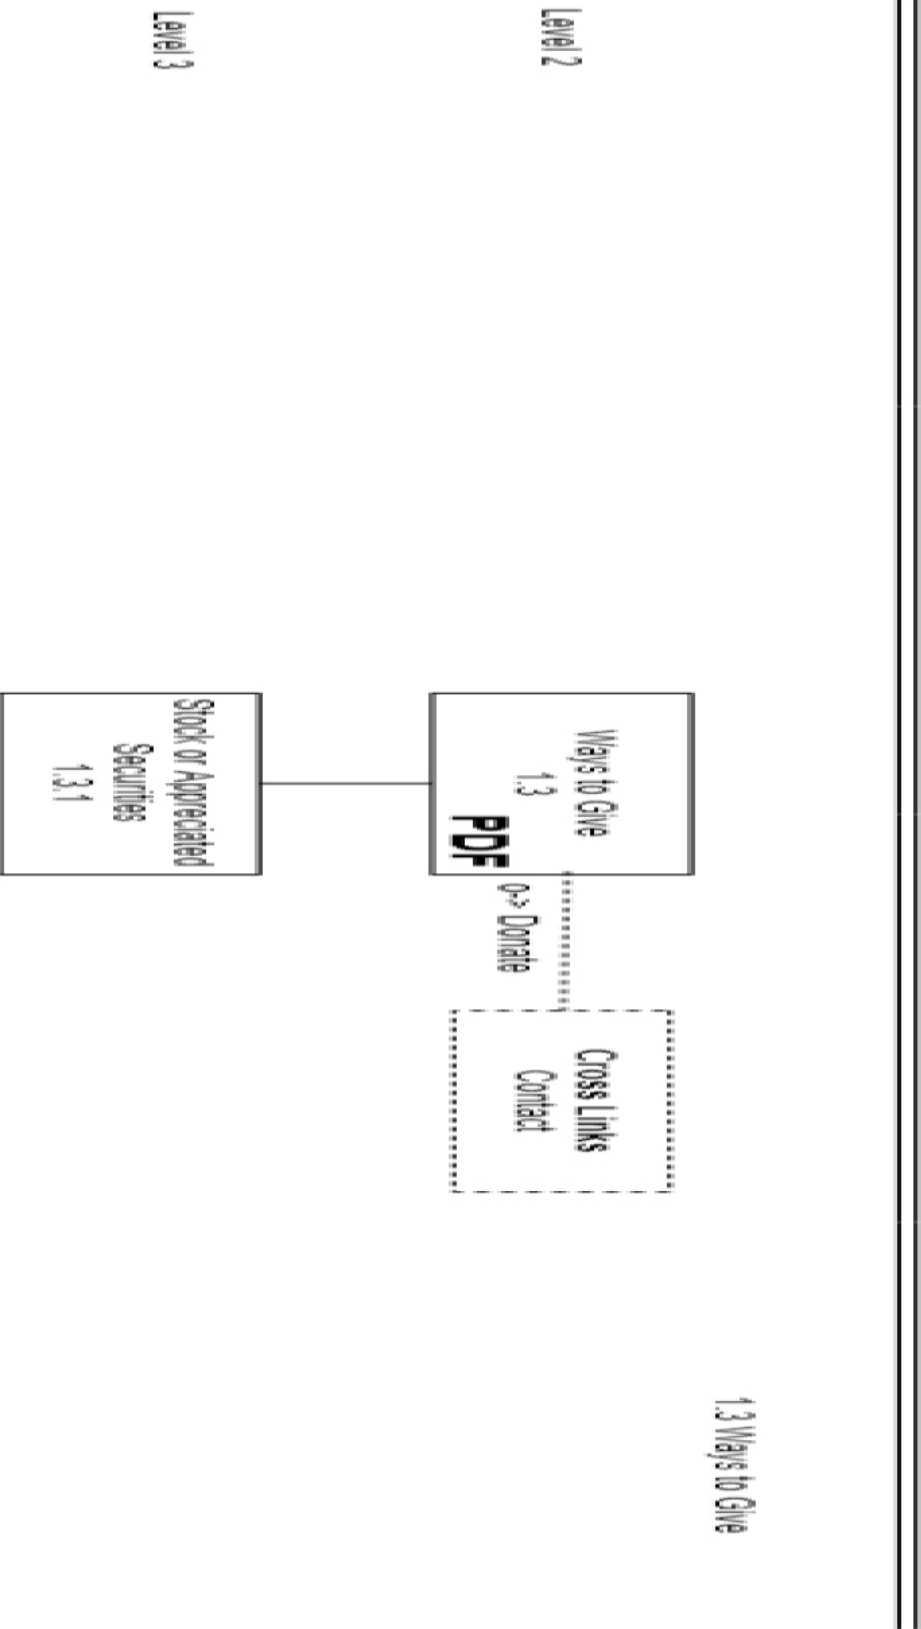 1.3 Ways to Give
Level 2
Ways to Give
1.3
PDF
o-> Donate
Cross Links
Contact
Level 3
Stock or Appreciated
Securities
1.3.1